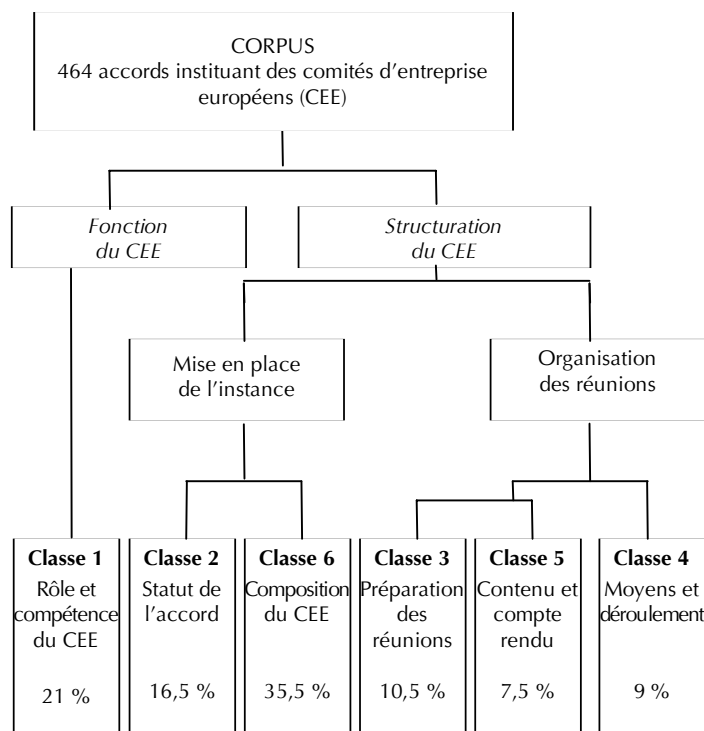 CORPUS
464 accords instituant des comités d'entreprise
européens (CEE)
Fonction
du CEE
Structuration
du CEE
Mise en place
de l'instance
Organisation
des réunions
Classe 1
Rôle et
compétence
du CEE
21 %
Classe 2
Statut de
l'accord
16,5 %
Classe 6
Composition
du CEE
35,5 %
Classe 3
Préparation
des
réunions
10,5 %
Classe 5
Contenu et
compte
rendu
7,5 %
Classe 4
Moyens et
déroulement
9 %